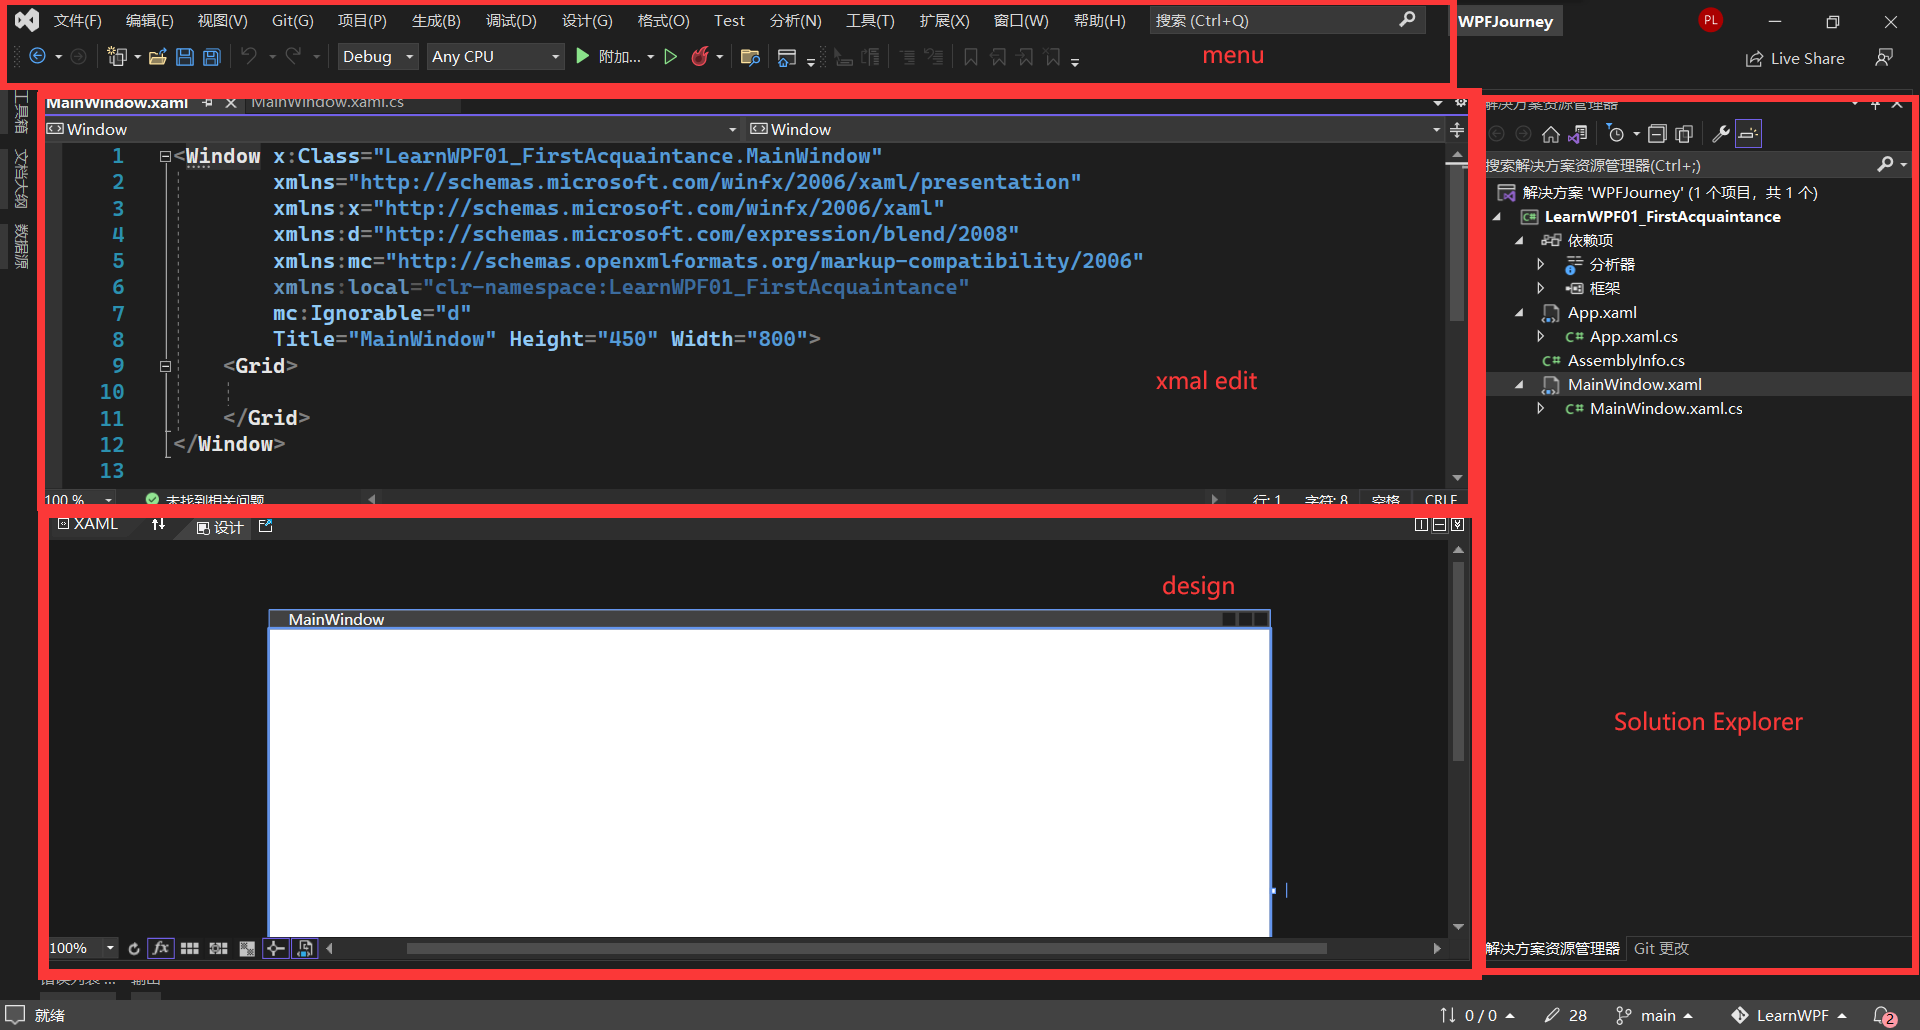 文件(F) 编辑(E) 视图(V) Git(G) 项目(P) 生成(B) 调试(D) 设计(G) 格式(O) Test 分析(N) 工具(T) 扩展(X) 窗口(W) 帮助(H) 搜索 (Ctrl+Q) WPFJourney PL
Debug Any CPU 附加... menu Live Share
工具箱
文档大纲
数据源
MainWindow.xaml MainWindow.xaml.cs
Window Window
1 <Window x:Class="LearnWPF01_FirstAcquaintance.MainWindow"
2 xmlns="http://schemas.microsoft.com/winfx/2006/xaml/presentation"
3 xmlns:x="http://schemas.microsoft.com/winfx/2006/xaml"
4 xmlns:d="http://schemas.microsoft.com/expression/blend/2008"
5 xmlns:mc="http://schemas.openxmlformats.org/markup-compatibility/2006"
6 xmlns:local="clr-namespace:LearnWPF01_FirstAcquaintance"
7 mc:Ignorable="d"
8 Title="MainWindow" Height="450" Width="800">
9 <Grid>
10
11 </Grid>
12 </Window>
13
xmal edit
100 % 未找到相关问题 行: 1 字符: 8 空格 CRLF
XAML 设计
design
MainWindow
100% fx
错误列表 ... 输出
解决方案资源管理器
搜索解决方案资源管理器(Ctrl+;)
解决方案 'WPFJourney' (1 个项目，共 1 个)
C# LearnWPF01_FirstAcquaintance
依赖项
分析器
框架
App.xaml
C# App.xaml.cs
C# AssemblyInfo.cs
MainWindow.xaml
C# MainWindow.xaml.cs
Solution Explorer
解决方案资源管理器 Git 更改
就绪 0 / 0 28 main LearnWPF 2